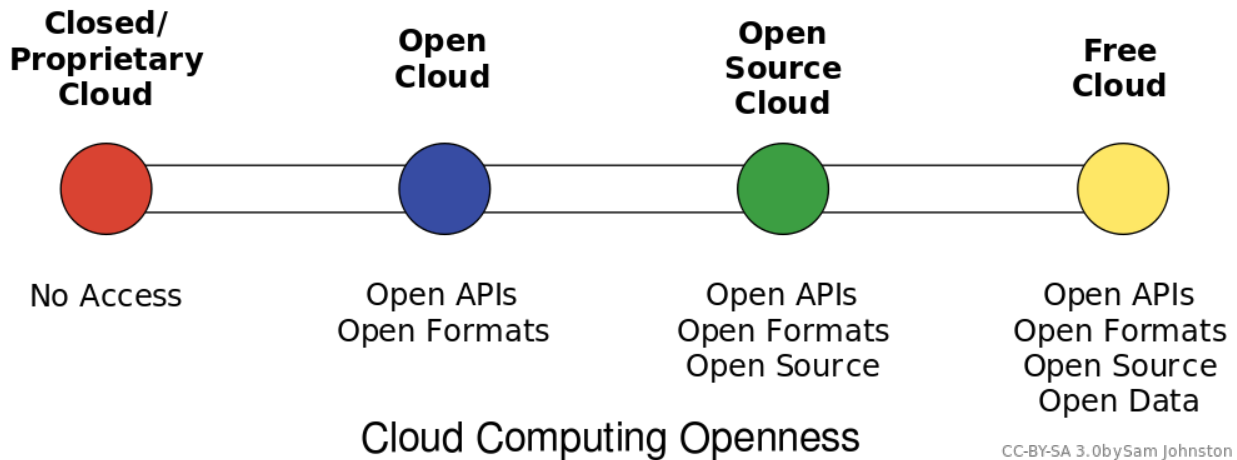 Closed/
Proprietary
Cloud
Open
Cloud
Open
Source
Cloud
Free
Cloud
No Access
Open APIs
Open Formats
Open APIs
Open Formats
Open Source
Open APIs
Open Formats
Open Source
Open Data
Cloud Computing Openness
CC-BY-SA 3.0bySam Johnston